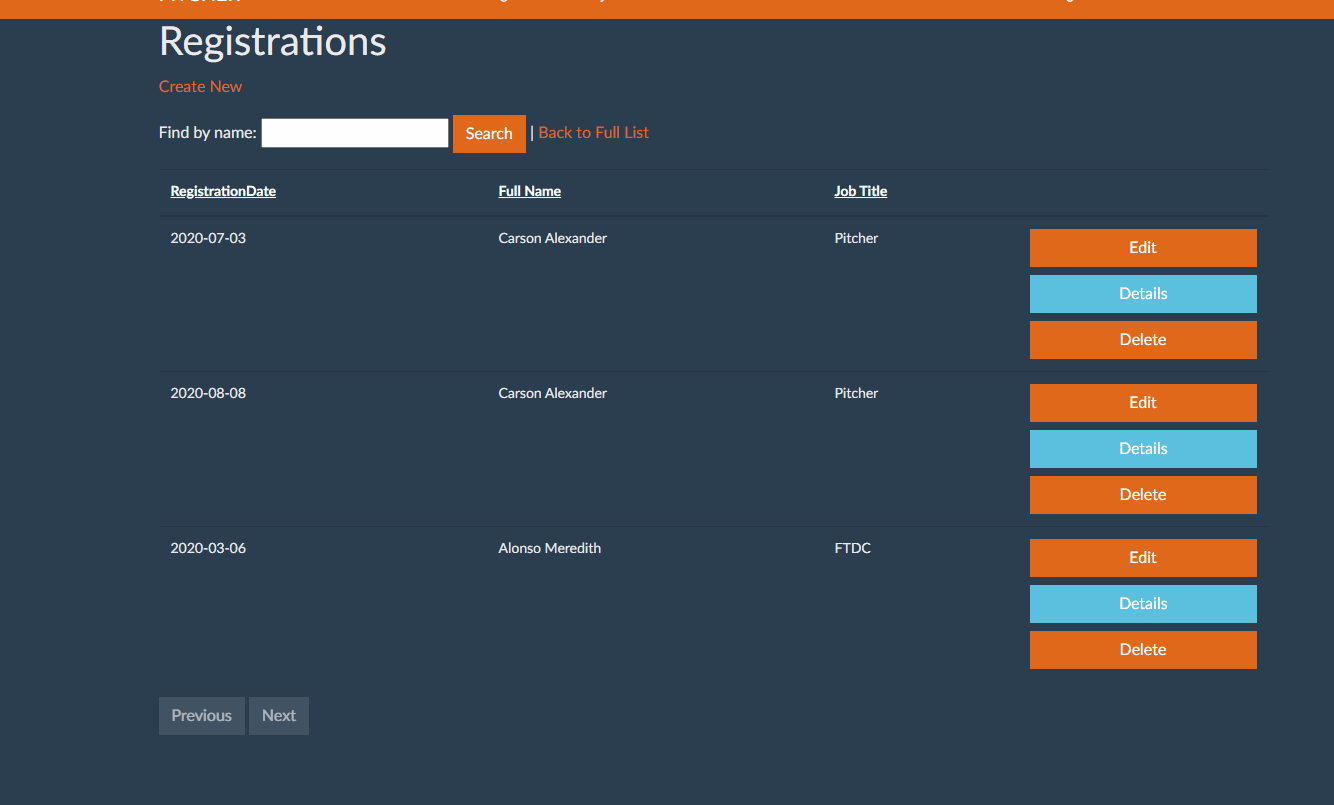 Registrations
Create New
Find by name: Search | Back to Full List
RegistrationDate Full Name Job Title
2020-07-03 Carson Alexander Pitcher Edit
Details
Delete
2020-08-08 Carson Alexander Pitcher Edit
Details
Delete
2020-03-06 Alonso Meredith FTDC Edit
Details
Delete
Previous Next